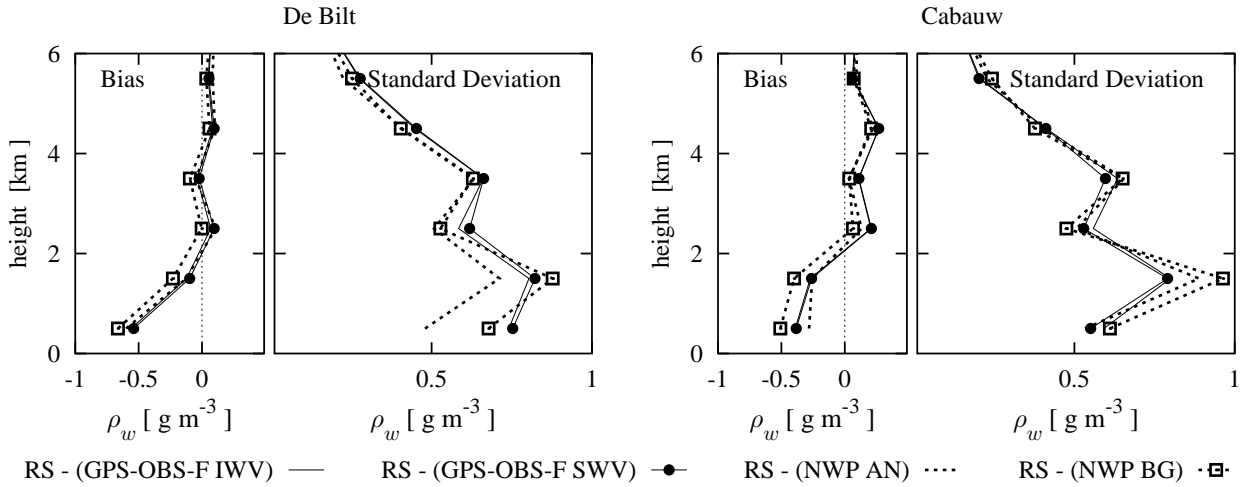 De Bilt
Cabauw
6
4
2
0
height [km]
Bias
-1
-0.5
0
ρw [ g m-3 ]
Standard Deviation
0.5
1
ρw [ g m-3 ]
6
4
2
0
height [km]
Bias
-1
-0.5
0
ρw [ g m-3 ]
Standard Deviation
0.5
1
ρw [ g m-3 ]
RS - (GPS-OBS-F IWV)
RS - (GPS-OBS-F SWV)
RS - (NWP AN)
RS - (NWP BG)